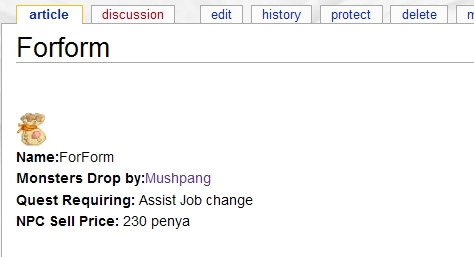 article discussion edit history protect delete m
Forform
Name:ForForm
Monsters Drop by:Mushpang
Quest Requiring: Assist Job change
NPC Sell Price: 230 penya